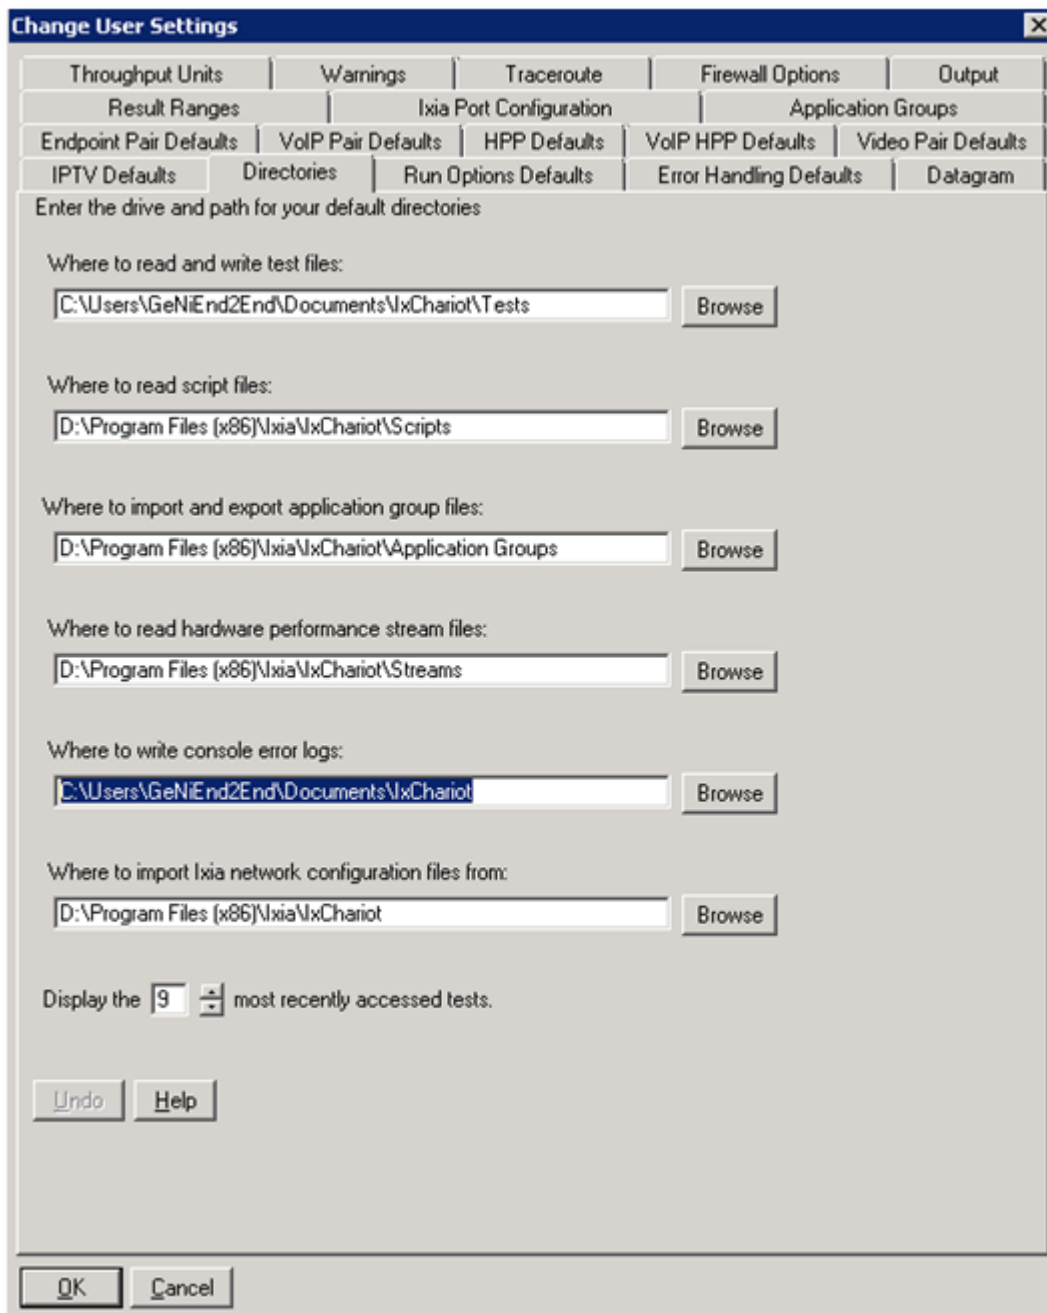 Change User Settings
Throughput Units Warnings Traceroute Firewall Options Output
Result Ranges Ixia Port Configuration Application Groups
Endpoint Pair Defaults VoIP Pair Defaults HPP Defaults VoIP HPP Defaults Video Pair Defaults
IPTV Defaults Directories Run Options Defaults Error Handling Defaults Datagram
Enter the drive and path for your default directories
Where to read and write test files:
C:\Users\GeNiEnd2End\Documents\IxChariot\Tests Browse
Where to read script files:
D:\Program Files (x86)\Ixia\IxChariot\Scripts Browse
Where to import and export application group files:
D:\Program Files (x86)\Ixia\IxChariot\Application Groups Browse
Where to read hardware performance stream files:
D:\Program Files (x86)\Ixia\IxChariot\Streams Browse
Where to write console error logs:
C:\Users\GeNiEnd2End\Documents\IxChariot Browse
Where to import Ixia network configuration files from:
D:\Program Files (x86)\Ixia\IxChariot Browse
Display the 9 most recently accessed tests.
Undo Help
OK Cancel